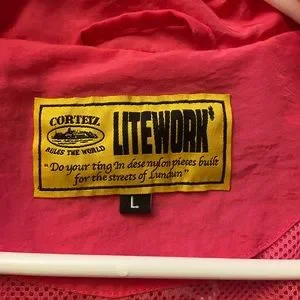 CORTEIZ
RULES THE WORLD
LITEWORK
"Do your ting in dese nylon pieces built
for the streets of Lundun"
L